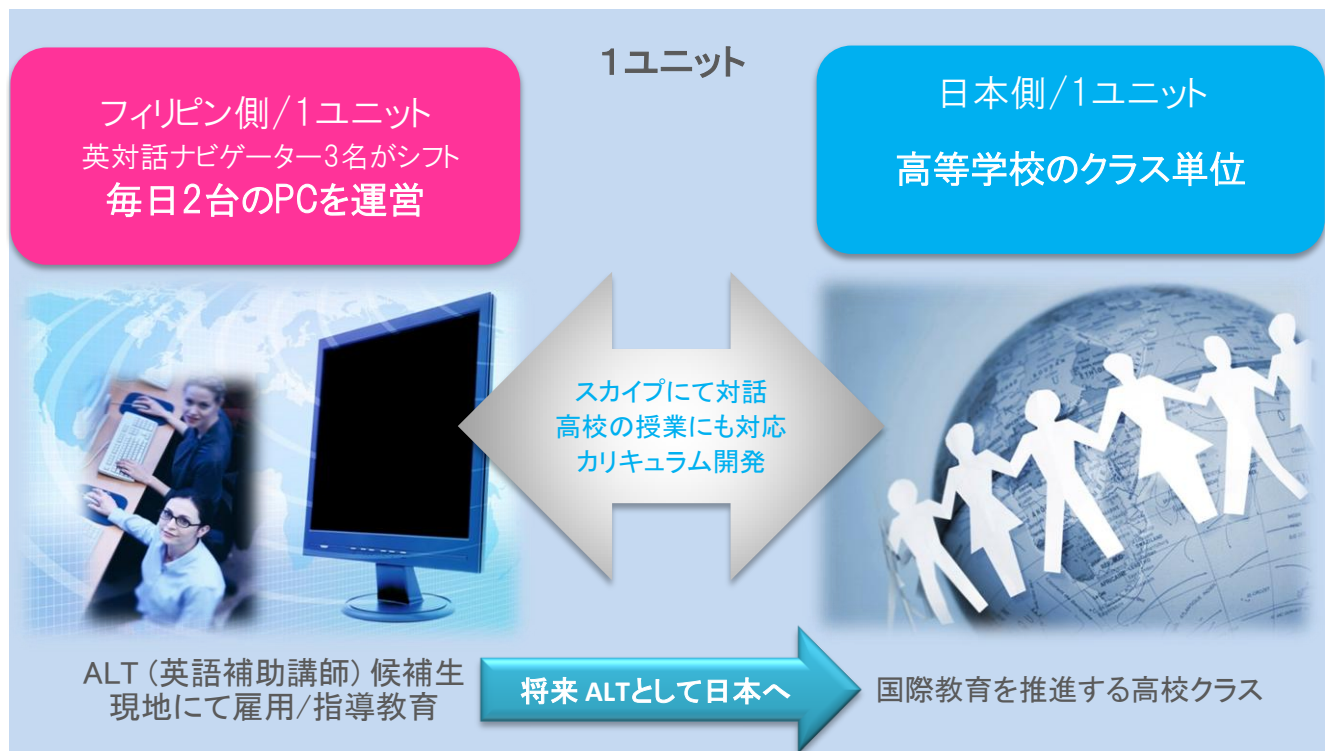 1ユニット
フィリピン側/1ユニット
英対話ナビゲーター3名がシフト
毎日2台のPCを運営
日本側/1ユニット
高等学校のクラス単位
スカイプにて対話
高校の授業にも対応
カリキュラム開発
ALT (英語補助講師) 候補生
現地にて雇用/指導教育
将来 ALTとして日本へ
国際教育を推進する高校クラス